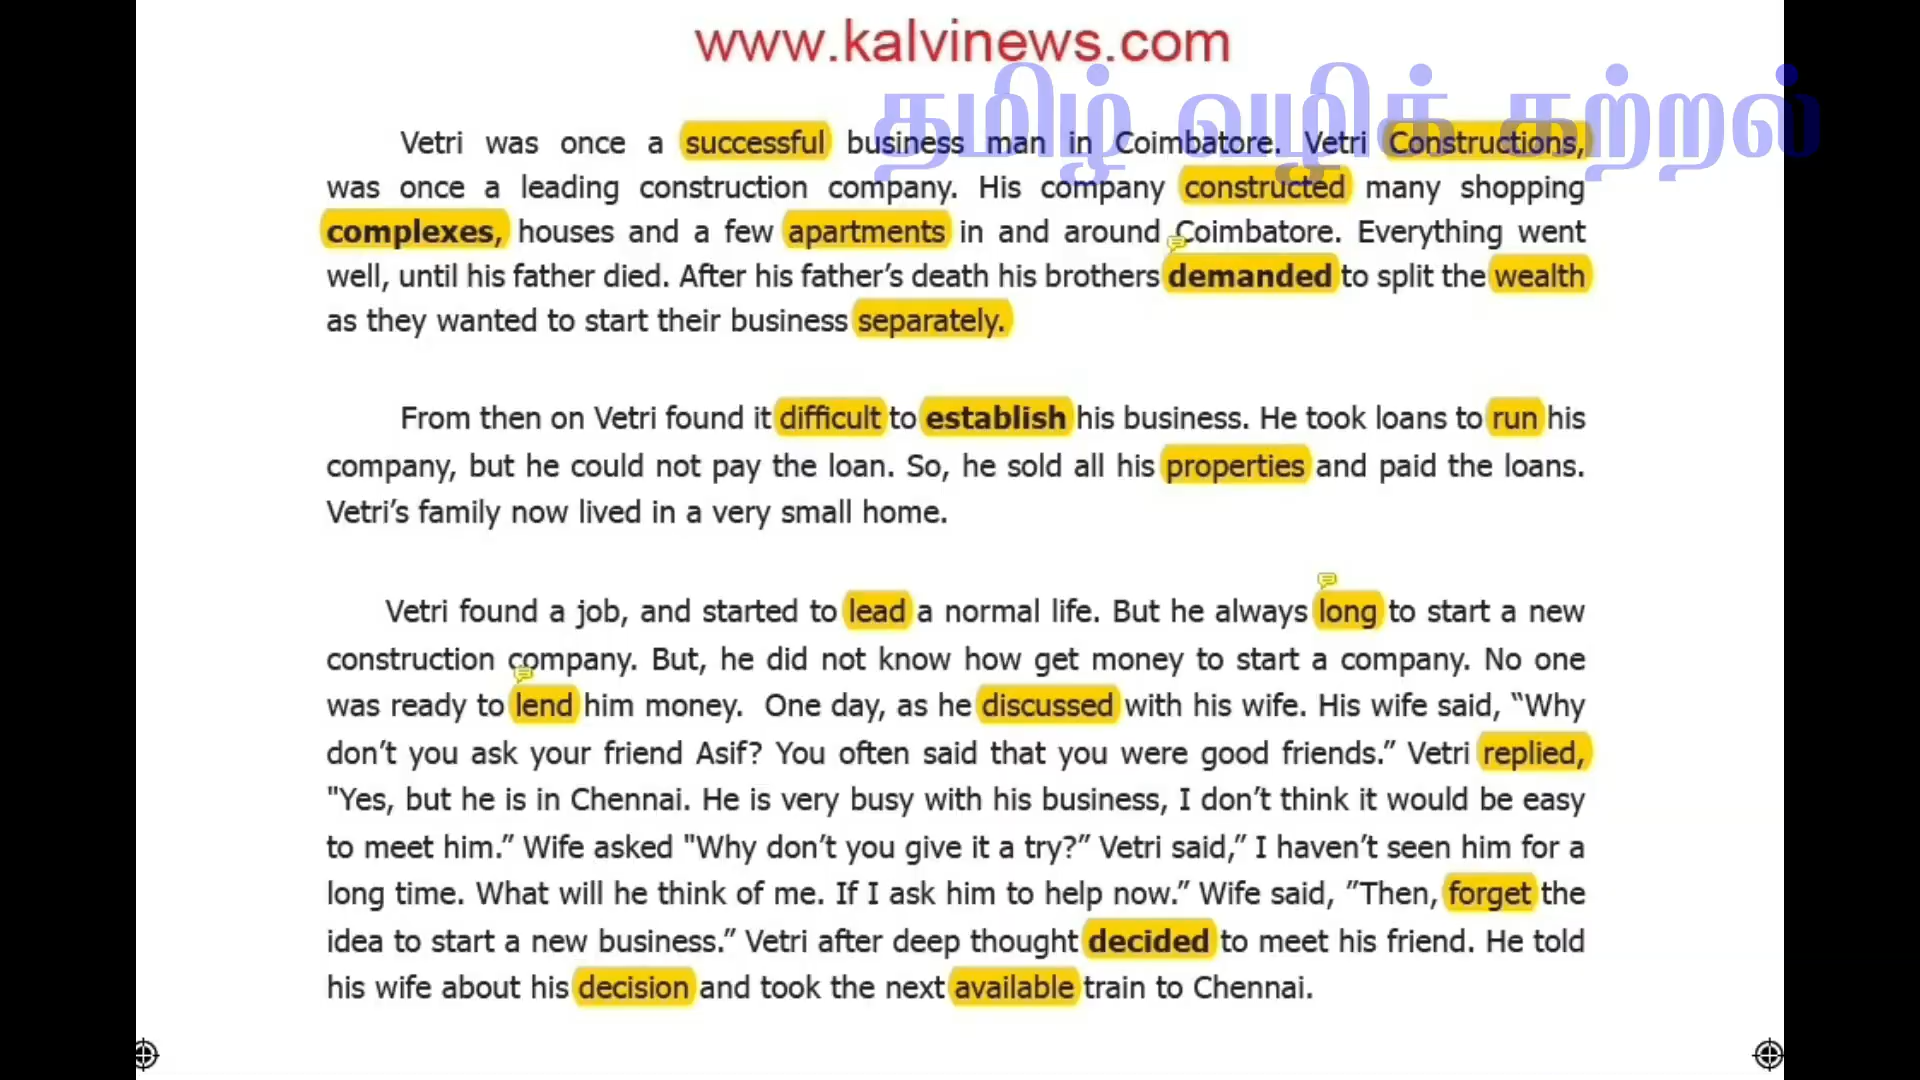 www.kalvinews.com
தமிழ் வழிக் கற்றல்
Vetri was once a successful business man in Coimbatore. Vetri Constructions,
was once a leading construction company. His company constructed many shopping
complexes, houses and a few apartments in and around Coimbatore. Everything went
well, until his father died. After his father’s death his brothers demanded to split the wealth
as they wanted to start their business separately.
From then on Vetri found it difficult to establish his business. He took loans to run his
company, but he could not pay the loan. So, he sold all his properties and paid the loans.
Vetri’s family now lived in a very small home.
Vetri found a job, and started to lead a normal life. But he always long to start a new
construction company. But, he did not know how get money to start a company. No one
was ready to lend him money. One day, as he discussed with his wife. His wife said, “Why
don’t you ask your friend Asif? You often said that you were good friends.” Vetri replied,
"Yes, but he is in Chennai. He is very busy with his business, I don’t think it would be easy
to meet him.” Wife asked "Why don’t you give it a try?” Vetri said,” I haven’t seen him for a
long time. What will he think of me. If I ask him to help now.” Wife said, ”Then, forget the
idea to start a new business.” Vetri after deep thought decided to meet his friend. He told
his wife about his decision and took the next available train to Chennai.